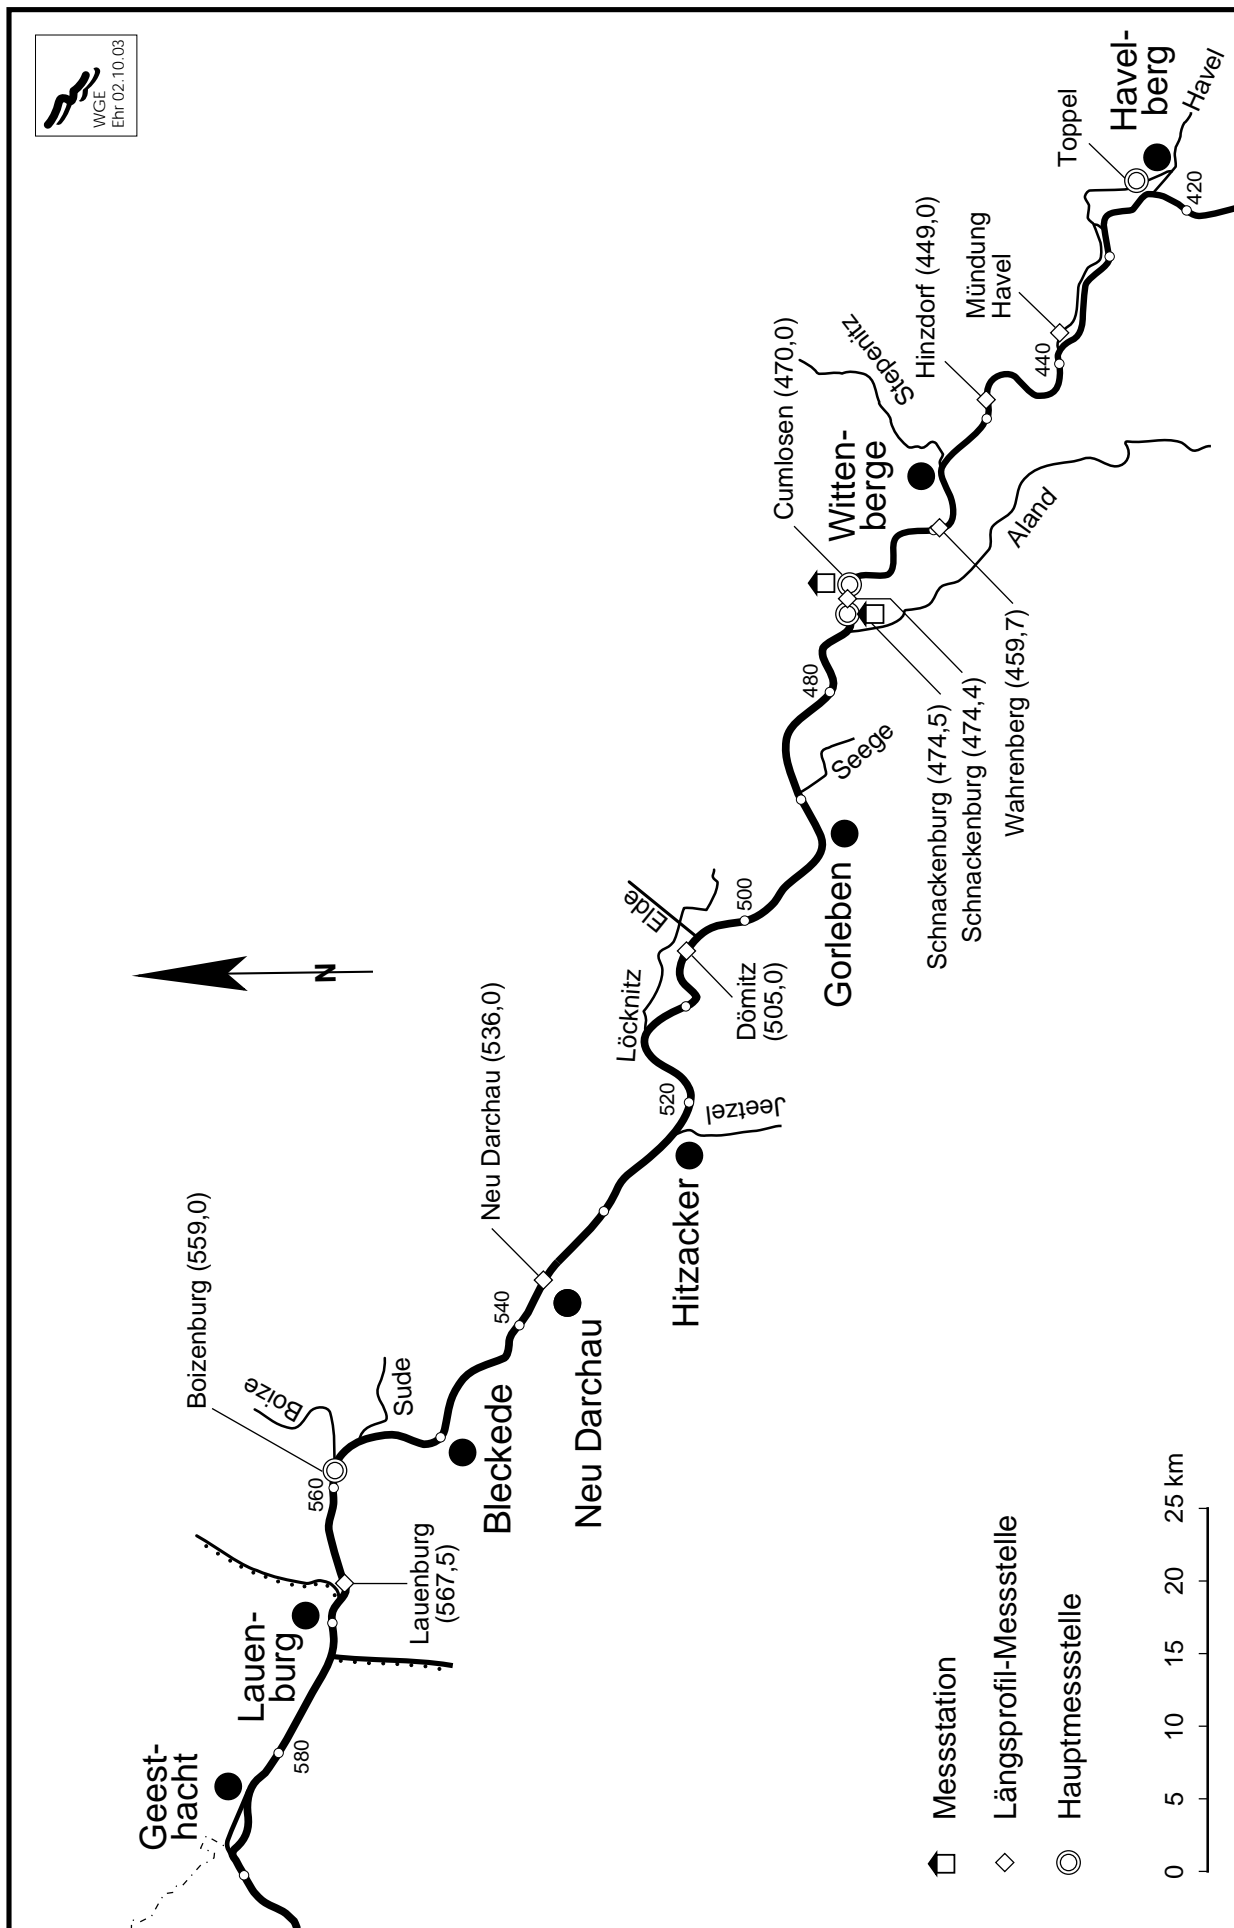 WGE
Ehr 02.10.03
Geest-
hacht
580
Lauen-
burg
Lauenburg
(567,5)
560
Boizenburg (559,0)
Boize
Sude
Bleckede
540
Neu Darchau
Neu Darchau (536,0)
Hitzacker
520
Jeetzel
Löcknitz
N
Elde
Dömitz
(505,0)
500
Gorleben
Seege
480
Schnackenburg (474,5)
Schnackenburg (474,4)
Wahrenberg (459,7)
Cumlosen (470,0)
Witten-
berge
Aland
Stepenitz
Hinzdorf (449,0)
440
Mündung
Havel
Toppel
Havel-
berg
Havel
420
Messstation
Längsprofil-Messstelle
Hauptmessstelle
0 5 10 15 20 25 km